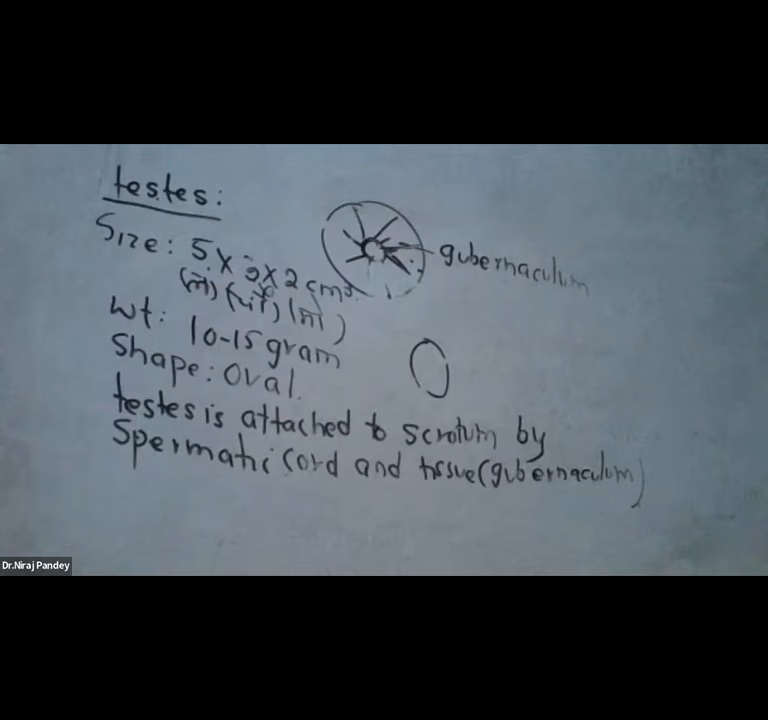 testes:
Size: 5 x 3 x 2 cms.
(लं) (चौ) (मो)
gubernaculum
wt: 10-15 gram
Shape: Oval.
testes is attached to scrotum by
Spermatic cord and tissue (gubernaculum)
Dr.Niraj Pandey